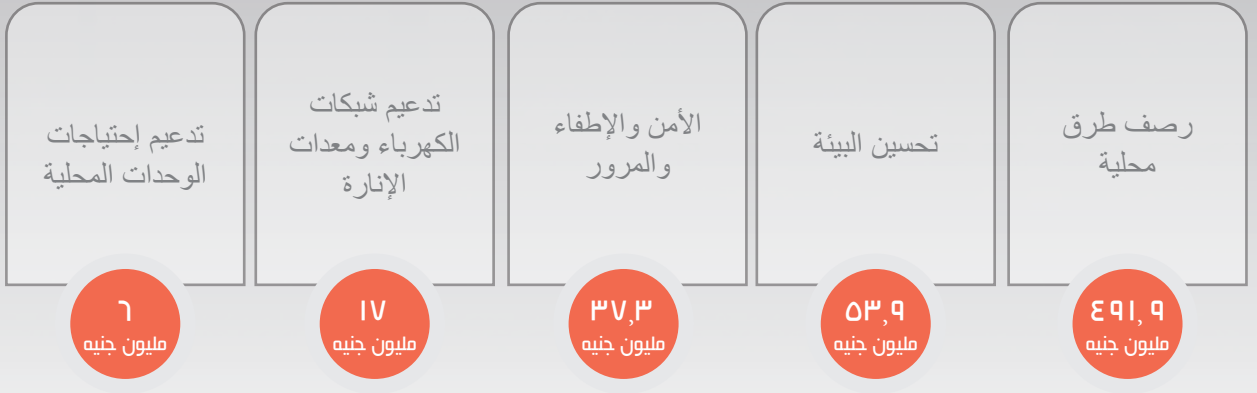 رصف طرق
محلية
٤٩١,٩
مليون جنيه
تحسين البيئة
٥٣,٩
مليون جنيه
الأمن والإطفاء
والمرور
٣٧,٣
مليون جنيه
تدعيم شبكات
الكهرباء ومعدات
الإنارة
١٧
مليون جنيه
تدعيم إحتياجات
الوحدات المحلية
٦
مليون جنيه